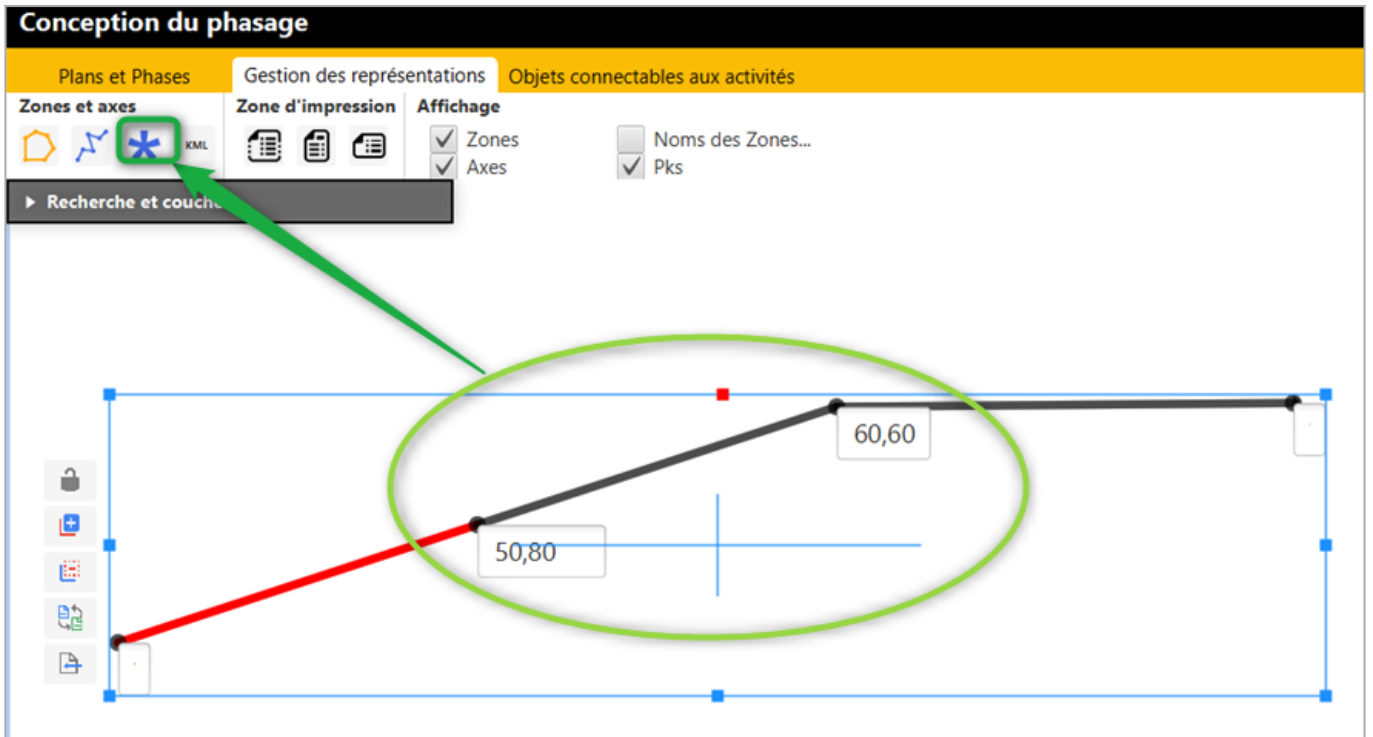 Conception du phasage
Plans et Phases Gestion des représentations Objets connectables aux activités
Zones et axes Zone d'impression Affichage
KML Zones Noms des Zones...
Axes Pks
Recherche et couche
60,60
50,80